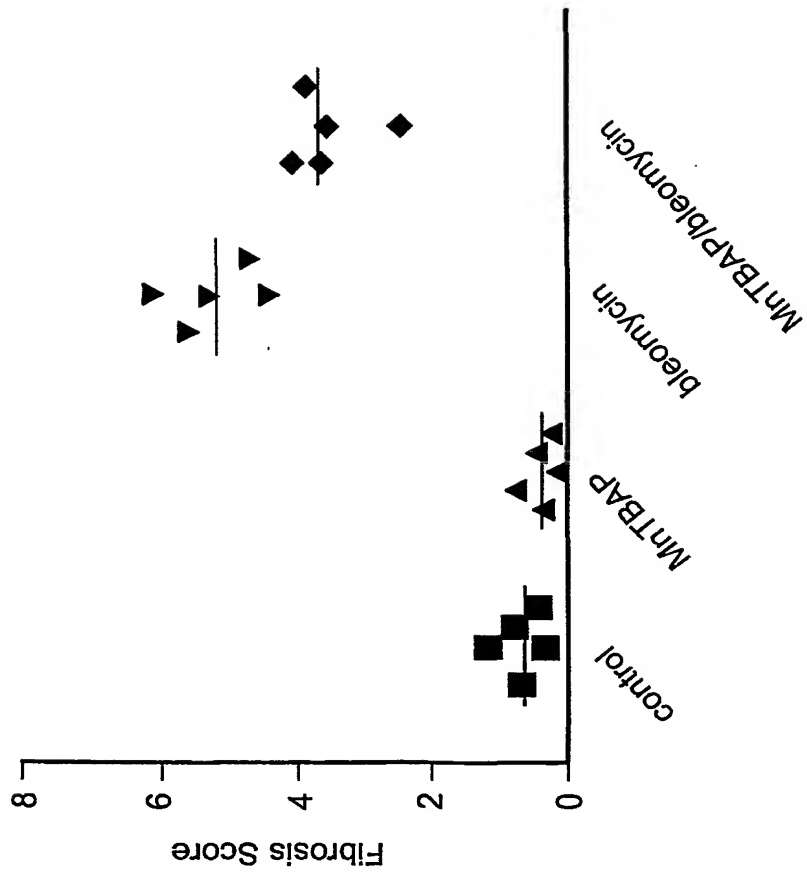 Fibrosis Score
8
6
4
2
0
control
MnTBAP
bleomycin
MnTBAP/bleomycin